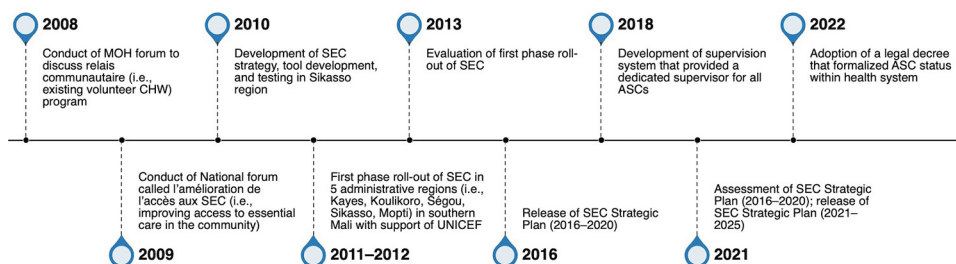 2008
Conduct of MOH forum to
discuss relais
communautaire (i.e.,
existing volunteer CHW)
program
2010
Development of SEC
strategy, tool development,
and testing in Sikasso
region
2013
Evaluation of first phase roll-
out of SEC
2018
Development of supervision
system that provided a
dedicated supervisor for all
ASCs
2022
Adoption of a legal decree
that formalized ASC status
within health system
Conduct of National forum
called l’amélioration de
l’accès aux SEC (i.e.,
improving access to essential
care in the community)
2009
First phase roll-out of SEC in
5 administrative regions (i.e.,
Kayes, Koulikoro, Ségou,
Sikasso, Mopti) in southern
Mali with support of UNICEF
2011–2012
Release of SEC Strategic
Plan (2016–2020)
2016
Assessment of SEC Strategic
Plan (2016–2020); release of
SEC Strategic Plan (2021–
2025)
2021